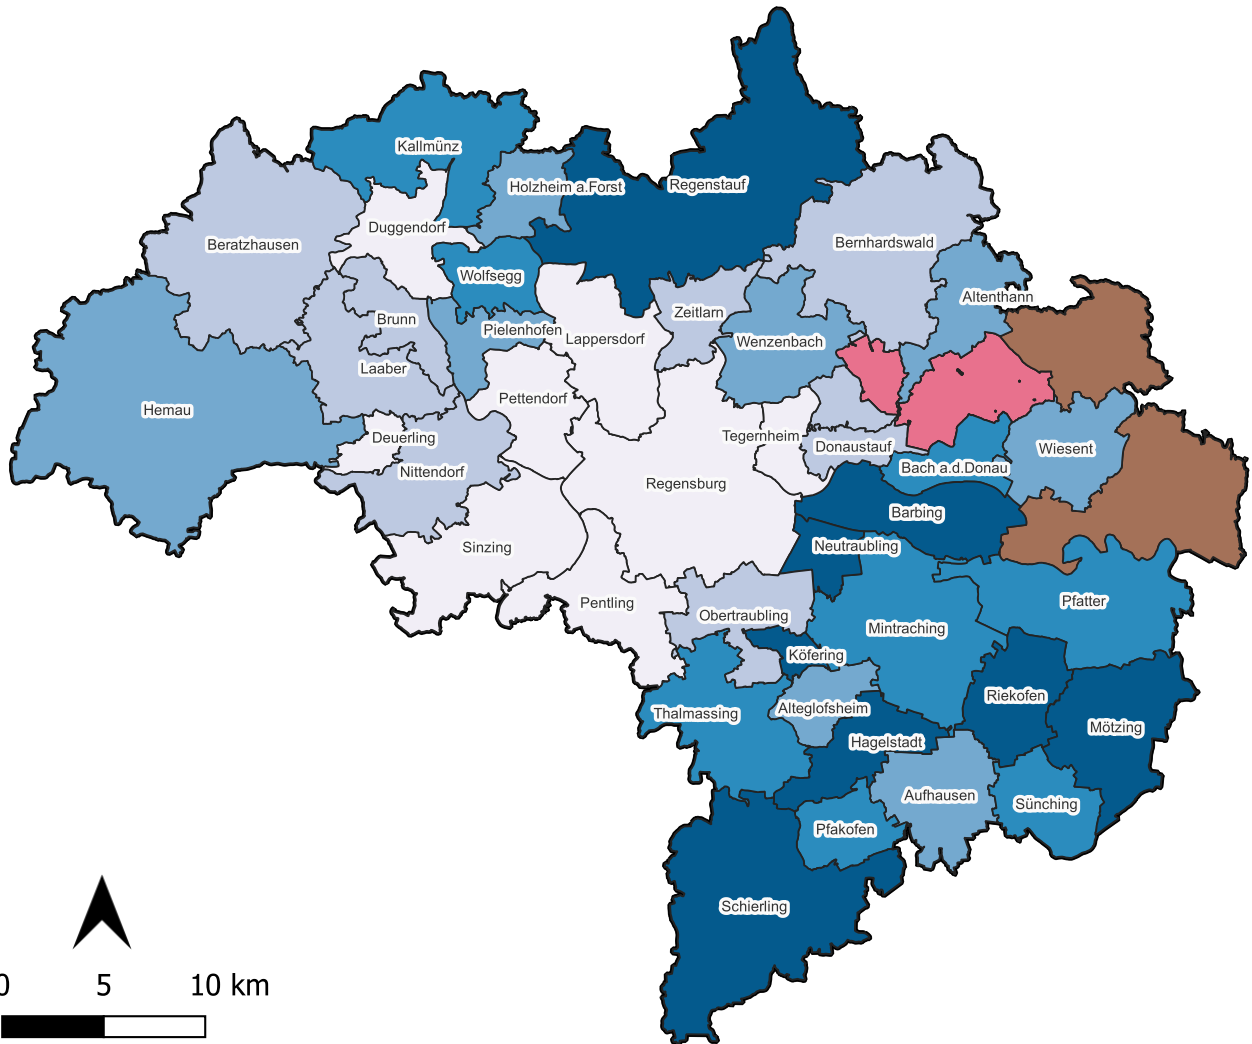 Kallmünz
Holzheim a.Forst
Regenstauf
Duggendorf
Beratzhausen
Bernhardswald
Wolfsegg
Altenthann
Zeitlarn
Brunn
Pielenhofen
Lappersdorf
Wenzenbach
Laaber
Pettendorf
Hemau
Deuerling
Tegernheim
Donaustauf
Wiesent
Nittendorf
Bach a.d.Donau
Regensburg
Barbing
Sinzing
Neutraubling
Pentling
Obertraubling
Mintraching
Pfatter
Köfering
Riekofen
Thalmassing
Alteglofsheim
Mötzing
Hagelstadt
Aufhausen
Sünching
Pfakofen
Schierling
0 5 10 km